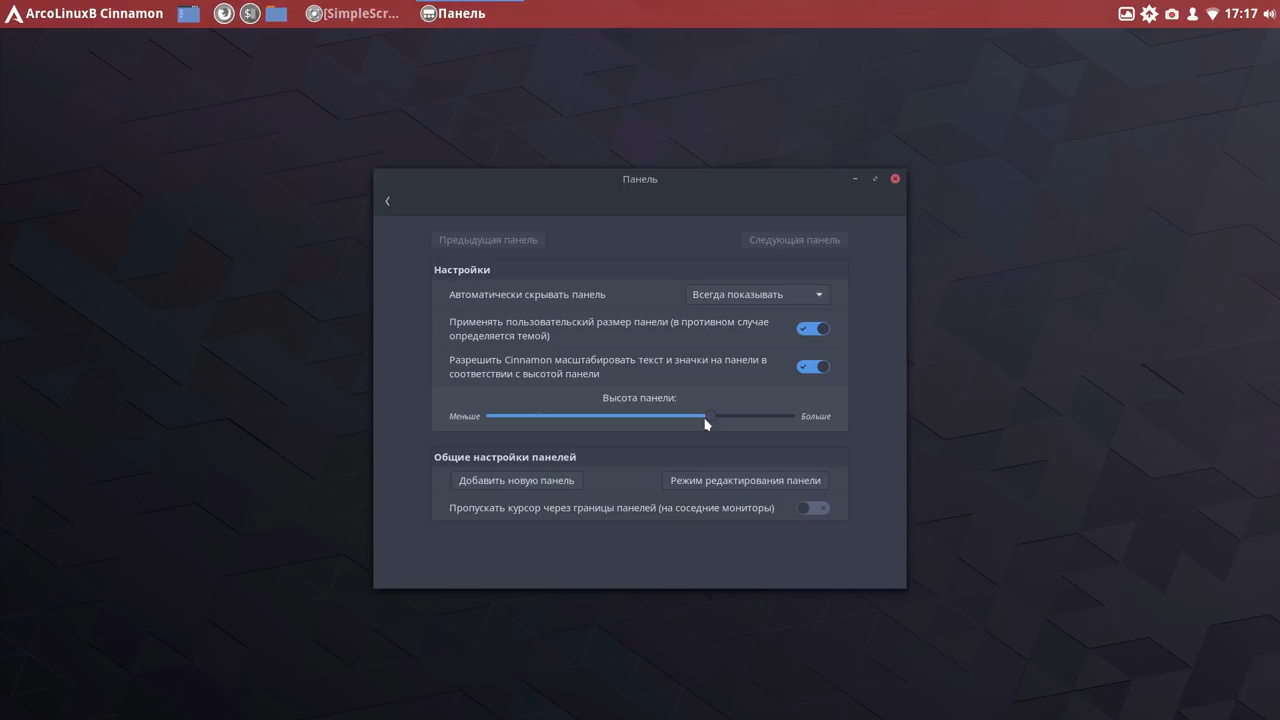 ArcoLinuxB Cinnamon
[SimpleScr...
Панель
17:17
Панель
Предыдущая панель
Следующая панель
Настройки
Автоматически скрывать панель
Всегда показывать
Применять пользовательский размер панели (в противном случае
определяется темой)
Разрешить Cinnamon масштабировать текст и значки на панели в
соответствии с высотой панели
Высота панели:
Меньше
Больше
Общие настройки панелей
Добавить новую панель
Режим редактирования панели
Пропускать курсор через границы панелей (на соседние мониторы)